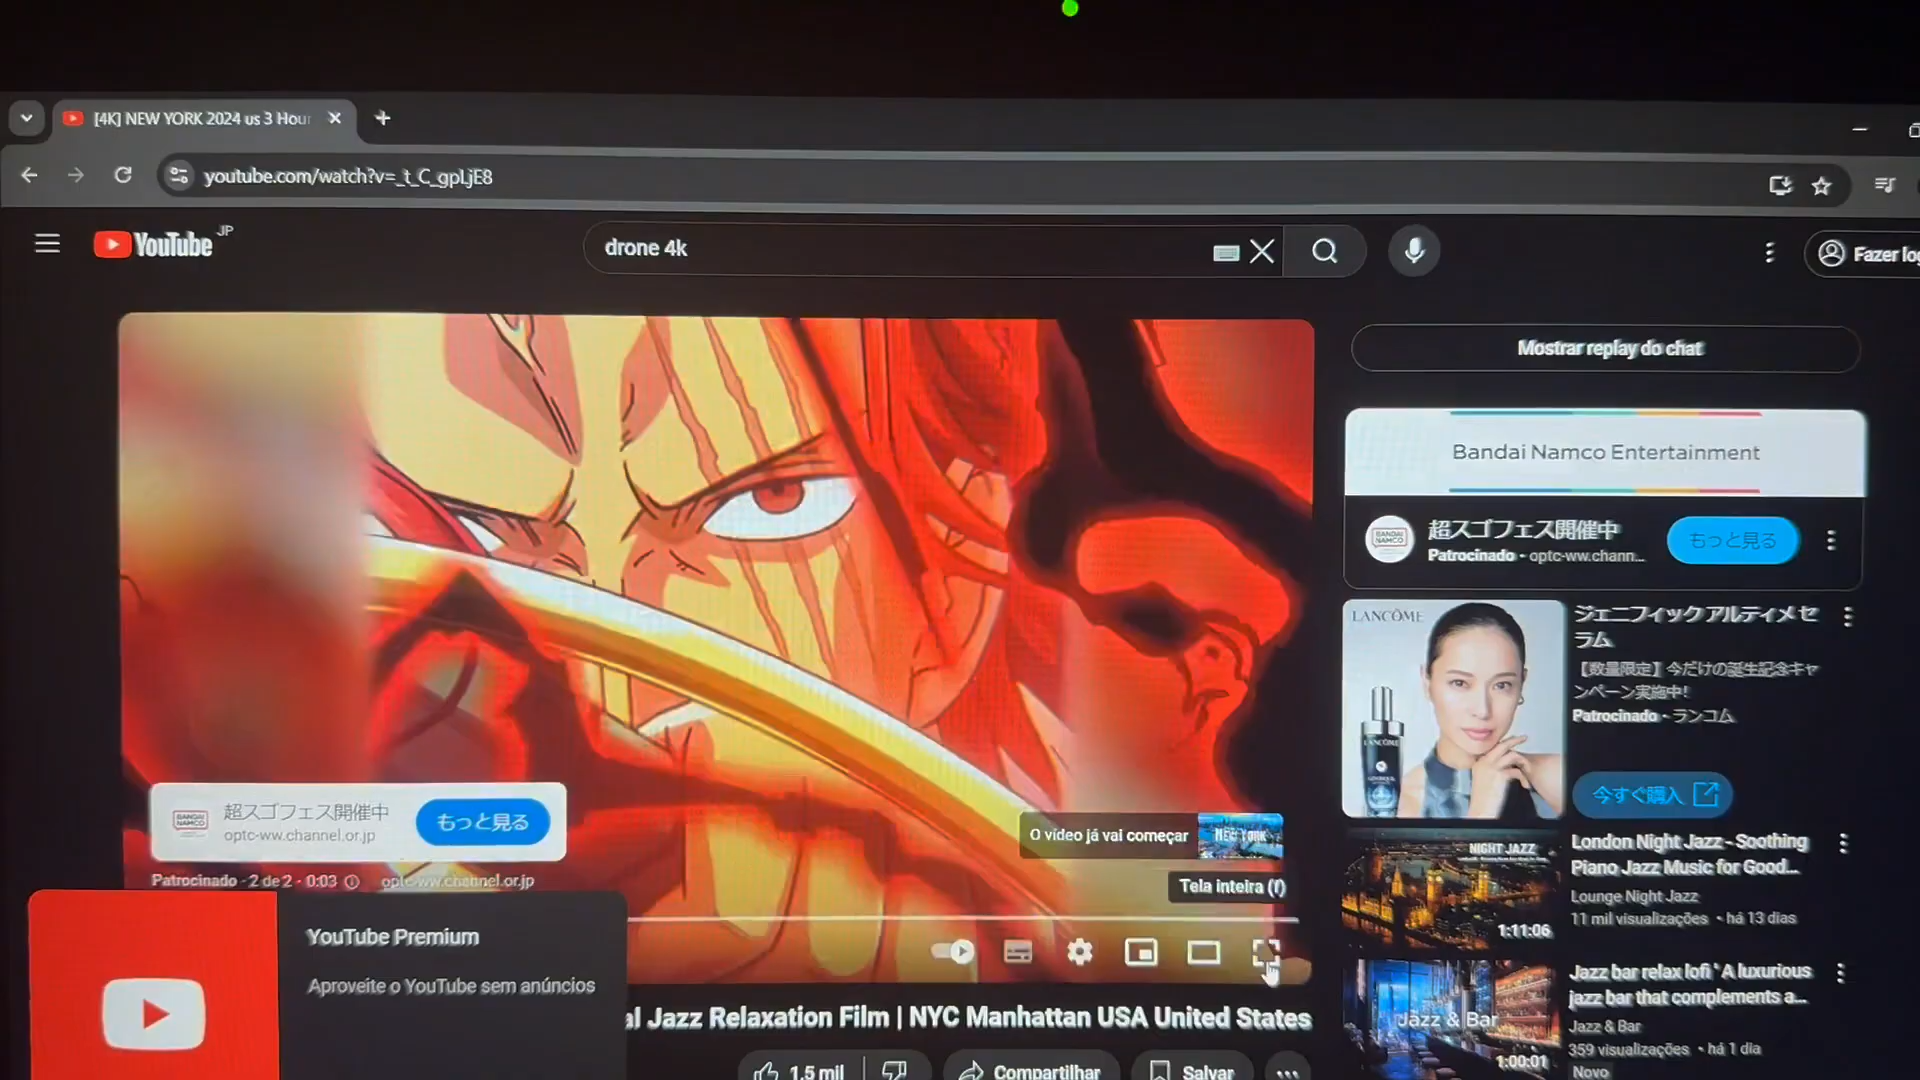 [4K] NEW YORK 2024 us 3 Hour
youtube.com/watch?v=_t_C_gpLjE8
YouTube JP
drone 4k
Fazer log
Mostrar replay do chat
Bandai Namco Entertainment
超スゴフェス開催中
Patrocinado · optc-ww.chann...
もっと見る
LANCÔME
ジェニフィック アルティメ セ
ラム
【数量限定】今だけの誕生記念キャ
ンペーン実施中!
Patrocinado · ランコム
今すぐ購入
超スゴフェス開催中
optc-ww.channel.or.jp
もっと見る
O vídeo já vai começar
NEW YORK
Patrocinado · 2 de 2 · 0:03
optc-ww.channel.or.jp
Tela inteira (f)
YouTube Premium
Aproveite o YouTube sem anúncios
al Jazz Relaxation Film | NYC Manhattan USA United States
1,5 mil
Compartilhar
Salvar
NIGHT JAZZ
1:11:06
London Night Jazz - Soothing
Piano Jazz Music for Good...
Lounge Night Jazz
11 mil visualizações · há 13 dias
Jazz & Bar
1:00:01
Jazz bar relax lofi ' A luxurious
jazz bar that complements a...
Jazz & Bar
359 visualizações · há 1 dia
Novo